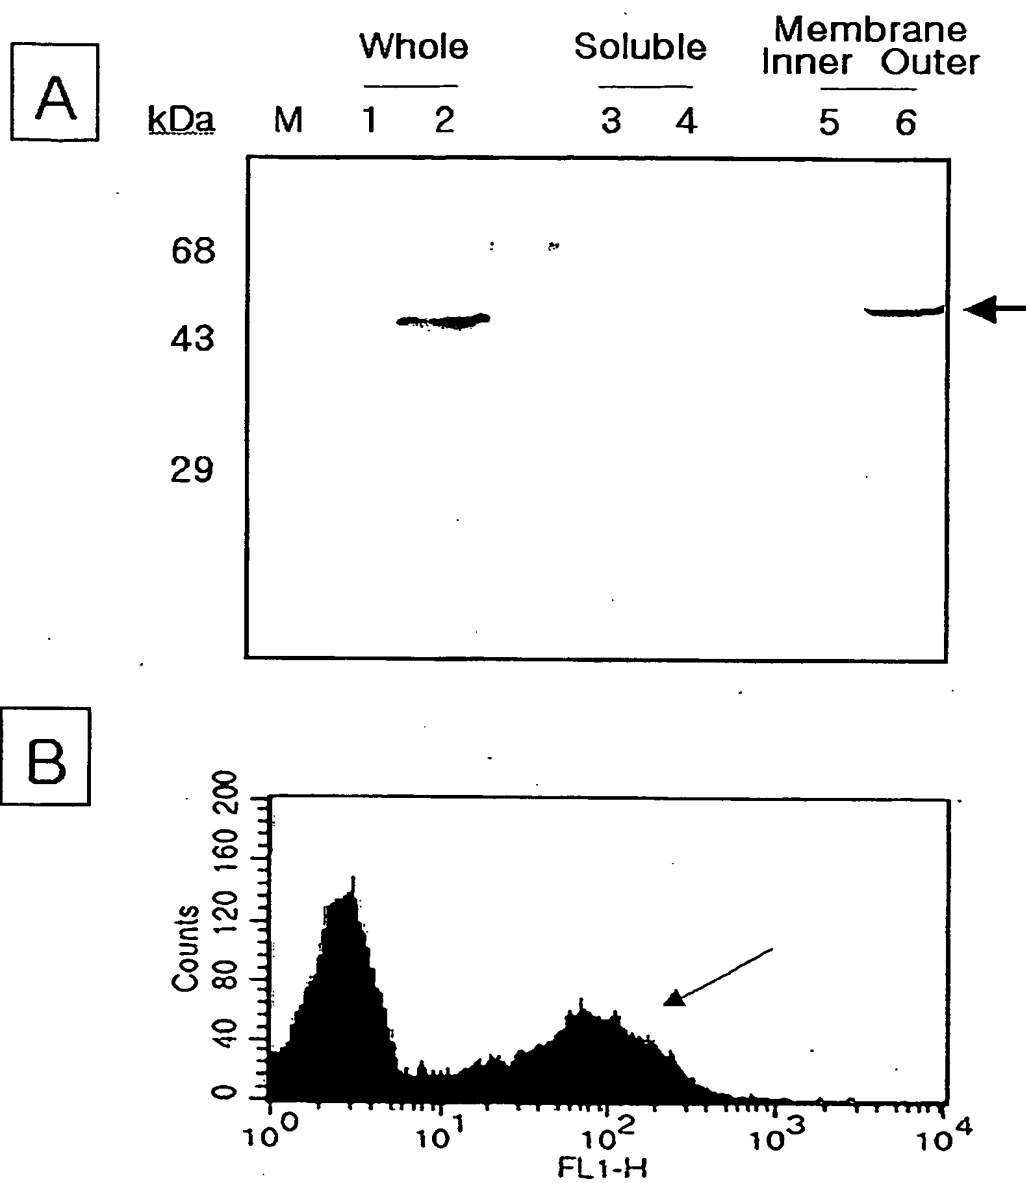 A
Whole Soluble Membrane
Inner Outer
kDa M 1 2 3 4 5 6
68
43
29
B
200
160
120
80
40
0
Counts
10^0 10^1 10^2 10^3 10^4
FL1-H